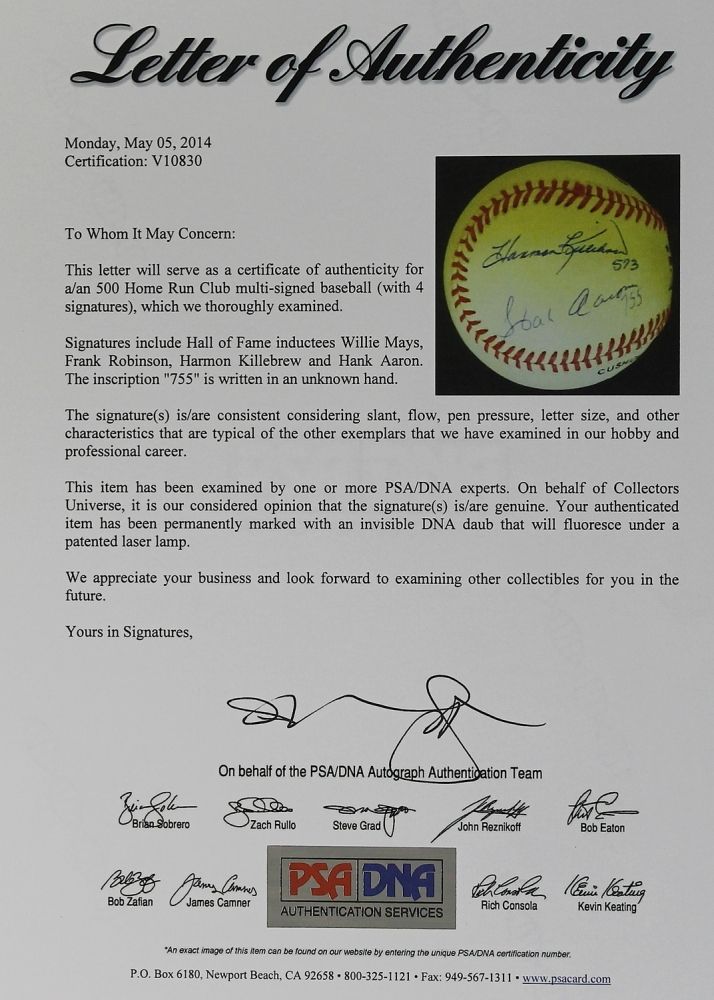 Letter of Authenticity
Monday, May 05, 2014
Certification: V10830
To Whom It May Concern:
This letter will serve as a certificate of authenticity for
a/an 500 Home Run Club multi-signed baseball (with 4
signatures), which we thoroughly examined.
Signatures include Hall of Fame inductees Willie Mays,
Frank Robinson, Harmon Killebrew and Hank Aaron.
The inscription "755" is written in an unknown hand.
Harmon Killebrew
573
Hank Aaron 755
CUSH
The signature(s) is/are consistent considering slant, flow, pen pressure, letter size, and other
characteristics that are typical of the other exemplars that we have examined in our hobby and
professional career.
This item has been examined by one or more PSA/DNA experts. On behalf of Collectors
Universe, it is our considered opinion that the signature(s) is/are genuine. Your authenticated
item has been permanently marked with an invisible DNA daub that will fluoresce under a
patented laser lamp.
We appreciate your business and look forward to examining other collectibles for you in the
future.
Yours in Signatures,
On behalf of the PSA/DNA Autograph Authentication Team
Brian Sobrero Zach Rullo Steve Grad John Reznikoff Bob Eaton
Bob Zafian James Camner Rich Consola Kevin Keating
PSA DNA
AUTHENTICATION SERVICES
*An exact image of this item can be found on our website by entering the unique PSA/DNA certification number.
P.O. Box 6180, Newport Beach, CA 92658 • 800-325-1121 • Fax: 949-567-1311 • www.psacard.com